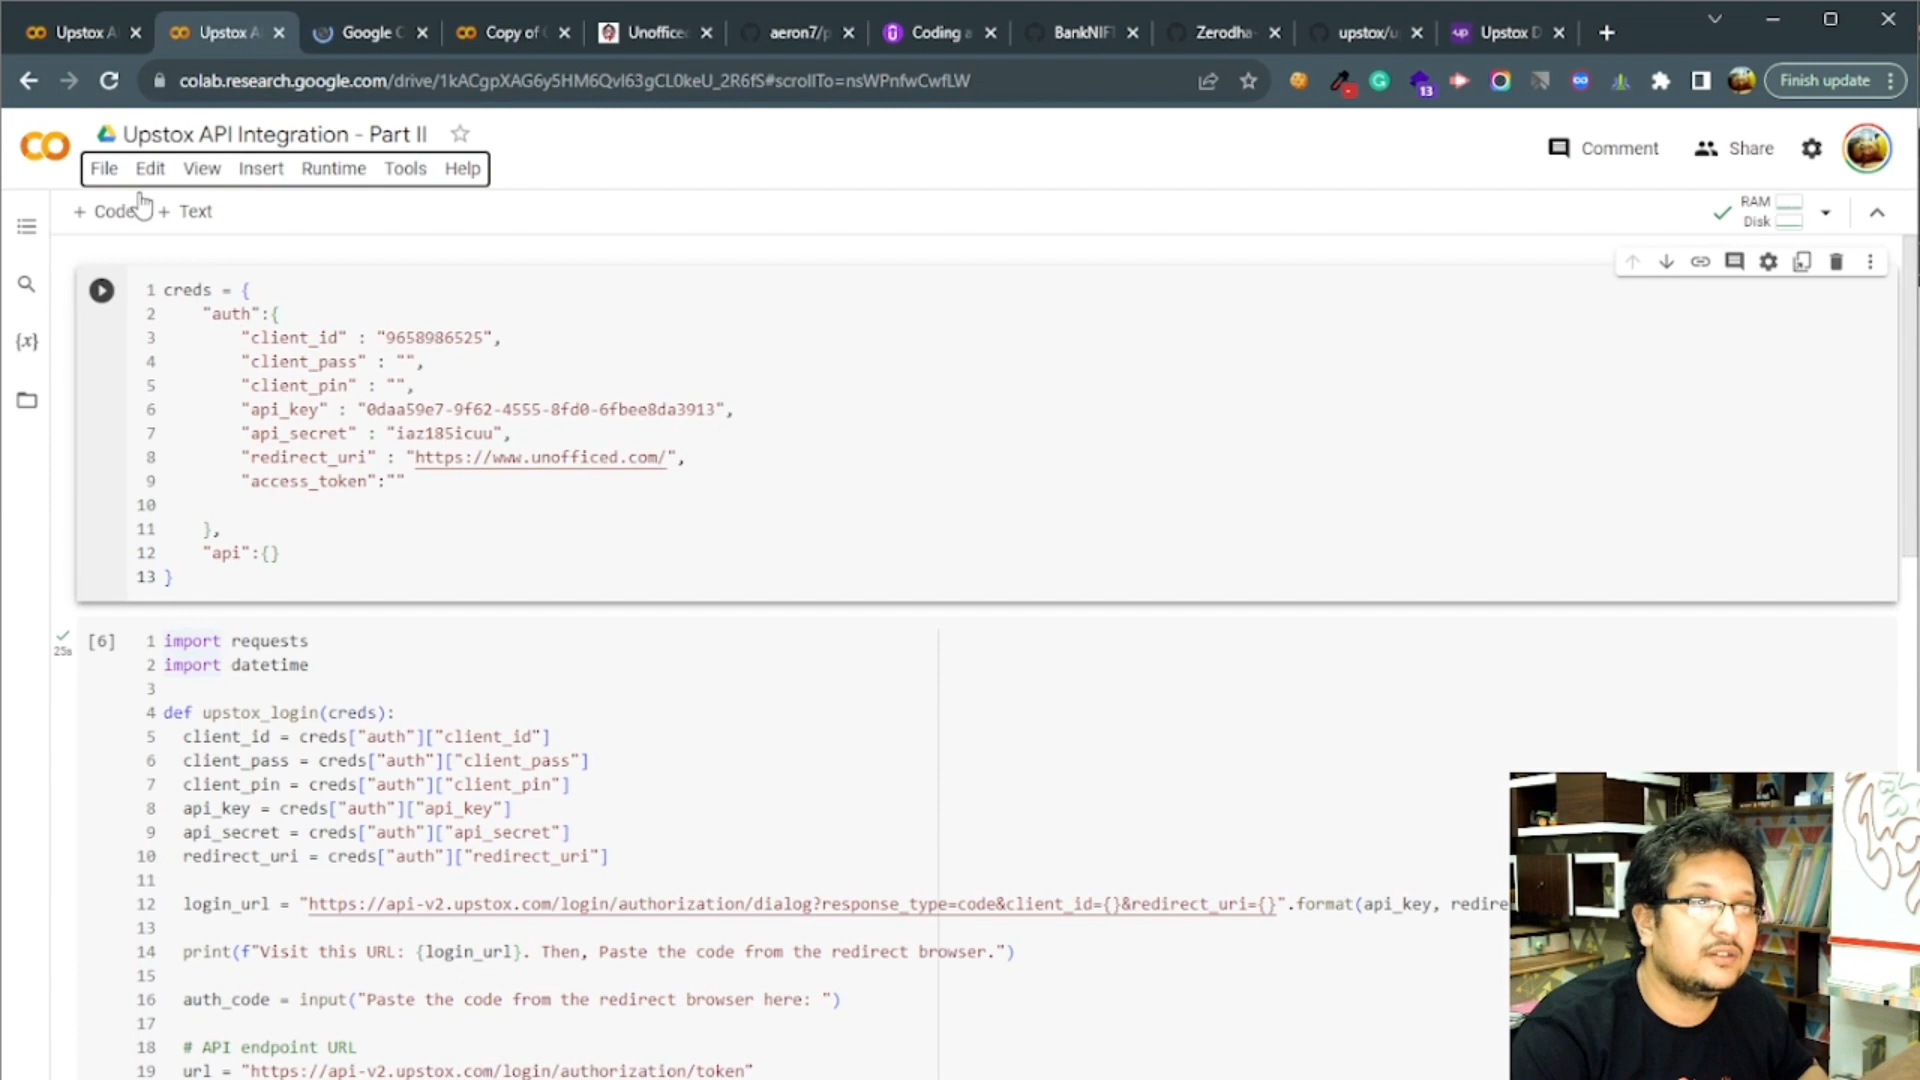 Upstox A
Upstox A
Google C
Copy of
Unofficed
aeron7/p
Coding a
BankNIF
Zerodha-
upstox/u
up
Upstox D
colab.research.google.com/drive/1kACgpXAG6y5HM6Qvl63gCL0keU_2R6fS#scrollTo=nsWPnfwCwfLW
13
Finish update
CO
Upstox API Integration - Part II
Comment
Share
File Edit View Insert Runtime Tools Help
+ Code + Text
RAM
Disk
{x}
1 creds = {
2 "auth":{
3 "client_id" : "9658986525",
4 "client_pass" : "",
5 "client_pin" : "",
6 "api_key" : "0daa59e7-9f62-4555-8fd0-6fbee8da3913",
7 "api_secret" : "iaz185icuu",
8 "redirect_uri" : "https://www.unofficed.com/",
9 "access_token":""
10
11 },
12 "api":{}
13 }
25s
[6]
1 import requests
2 import datetime
3
4 def upstox_login(creds):
5 client_id = creds["auth"]["client_id"]
6 client_pass = creds["auth"]["client_pass"]
7 client_pin = creds["auth"]["client_pin"]
8 api_key = creds["auth"]["api_key"]
9 api_secret = creds["auth"]["api_secret"]
10 redirect_uri = creds["auth"]["redirect_uri"]
11
12 login_url = "https://api-v2.upstox.com/login/authorization/dialog?response_type=code&client_id={}&redirect_uri={}".format(api_key, redire
13
14 print(f"Visit this URL: {login_url}. Then, Paste the code from the redirect browser.")
15
16 auth_code = input("Paste the code from the redirect browser here: ")
17
18 # API endpoint URL
19 url = "https://api-v2.upstox.com/login/authorization/token"